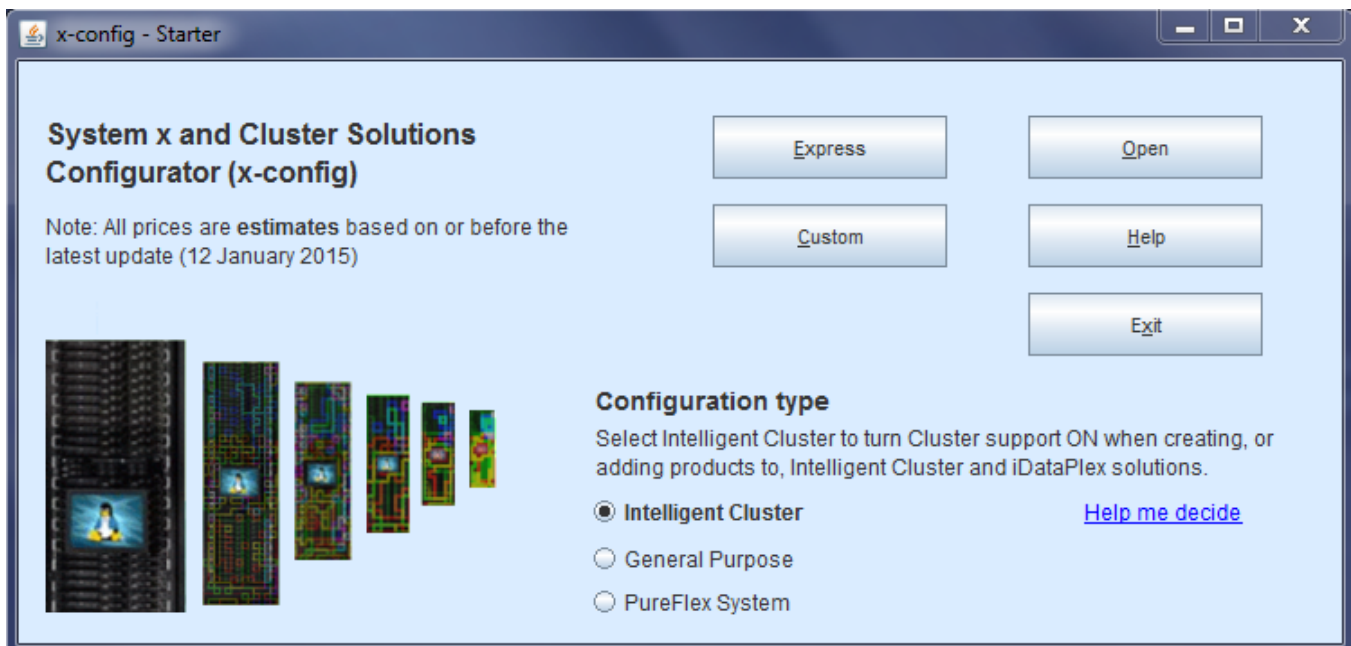 x-config - Starter
System x and Cluster Solutions
Configurator (x-config)
Note: All prices are estimates based on or before the
latest update (12 January 2015)
Express
Open
Custom
Help
Exit
Configuration type
Select Intelligent Cluster to turn Cluster support ON when creating, or
adding products to, Intelligent Cluster and iDataPlex solutions.
Intelligent Cluster
Help me decide
General Purpose
PureFlex System